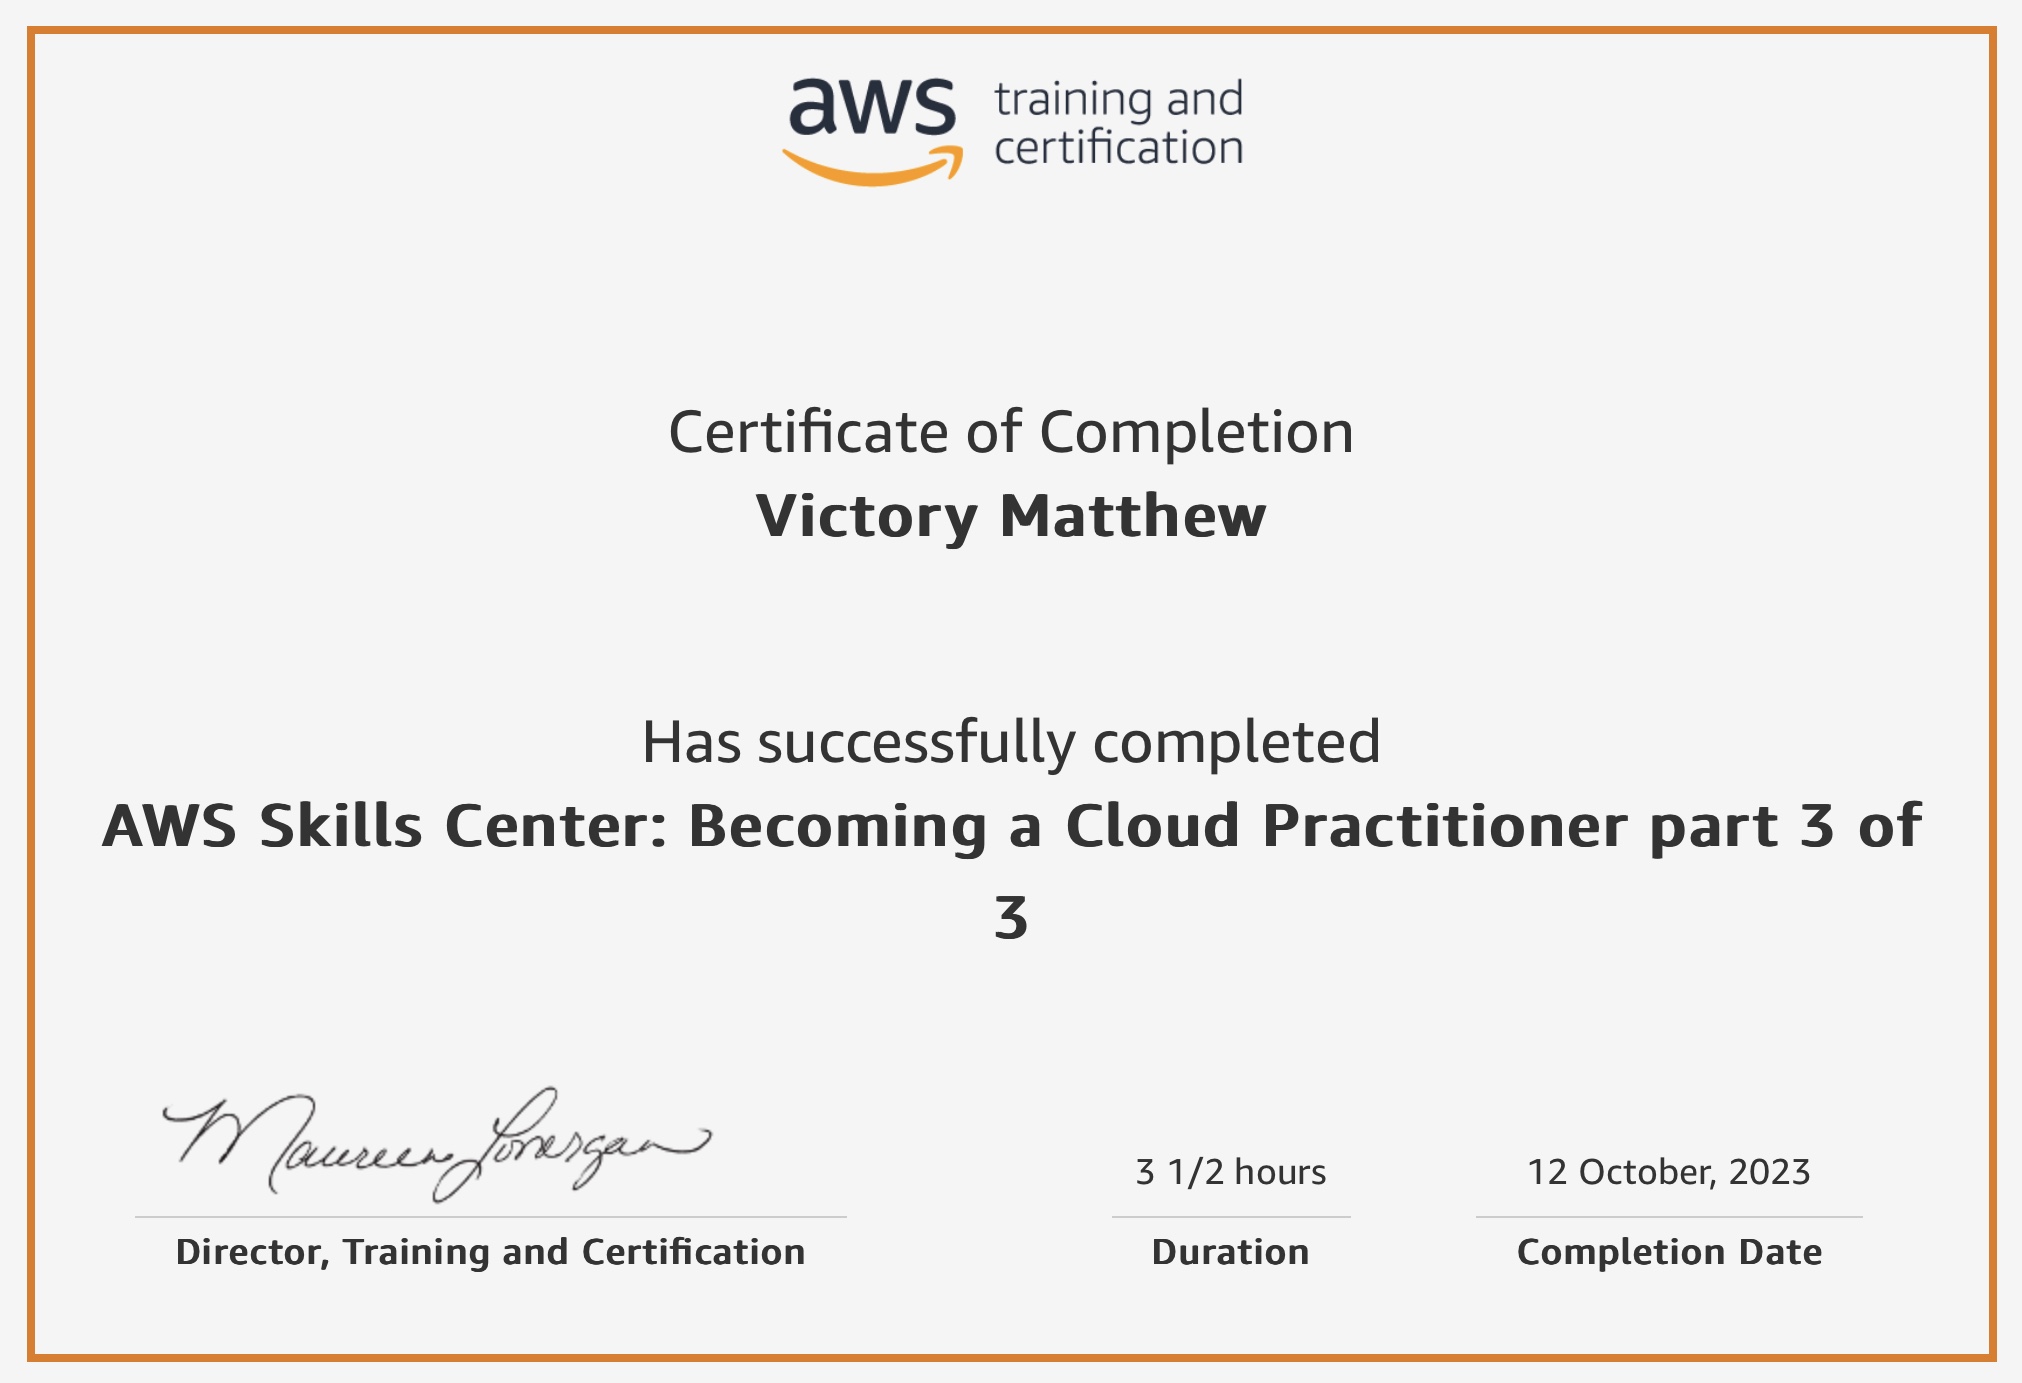 aws training and
certification
Certificate of Completion
Victory Matthew
Has successfully completed
AWS Skills Center: Becoming a Cloud Practitioner part 3 of
3
Maureen Lonergan
3 1/2 hours
12 October, 2023
Director, Training and Certification
Duration
Completion Date